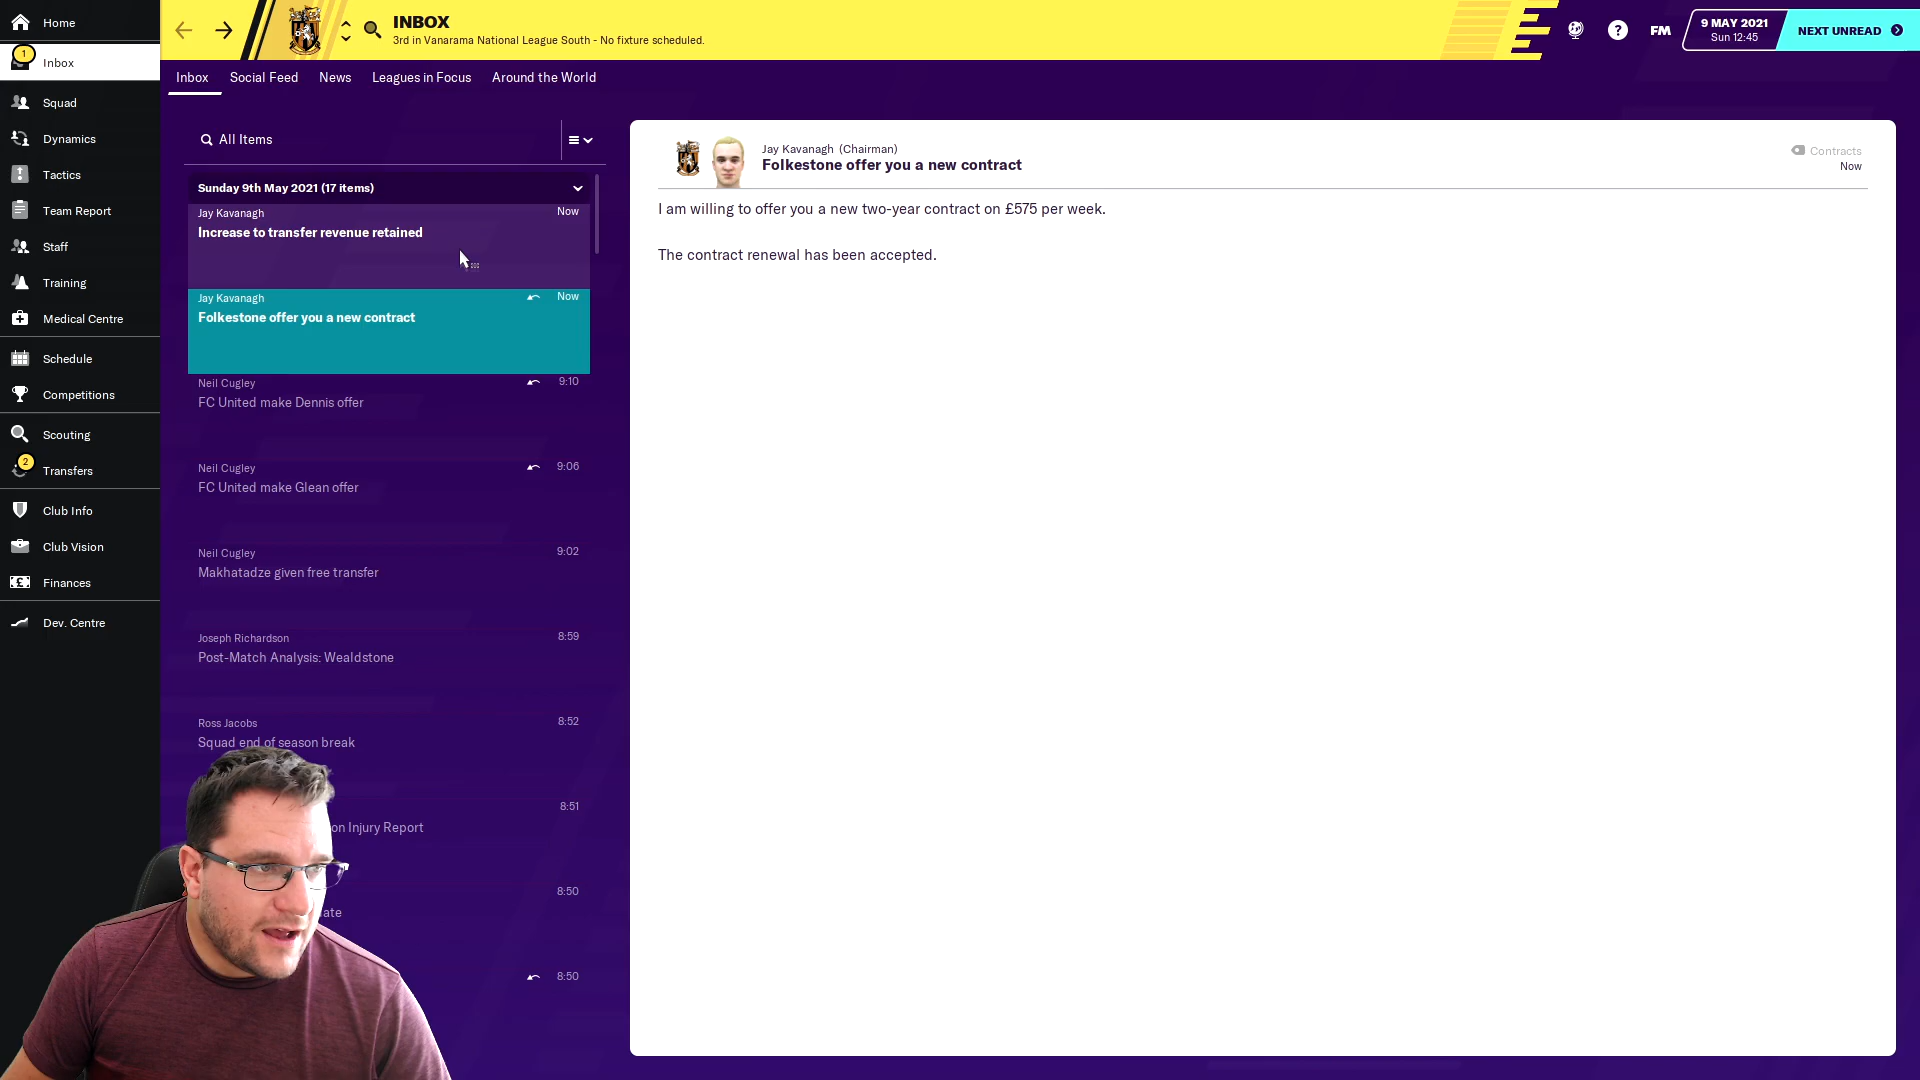 Home
1
Inbox
Squad
Dynamics
Tactics
Team Report
Staff
Training
Medical Centre
Schedule
Competitions
Scouting
2
Transfers
Club Info
Club Vision
Finances
Dev. Centre
INBOX
3rd in Vanarama National League South - No fixture scheduled.
?
FM
9 MAY 2021
Sun 12:45
NEXT UNREAD
Inbox
Social Feed
News
Leagues in Focus
Around the World
All Items
Sunday 9th May 2021 (17 items)
Jay Kavanagh Now
Increase to transfer revenue retained
Jay Kavanagh Now
Folkestone offer you a new contract
Neil Cugley 9:10
FC United make Dennis offer
Neil Cugley 9:06
FC United make Glean offer
Neil Cugley 9:02
Makhatadze given free transfer
Joseph Richardson 8:59
Post-Match Analysis: Wealdstone
Ross Jacobs 8:52
Squad end of season break
8:51
on Injury Report
8:50
ate
8:50
Jay Kavanagh (Chairman)
Folkestone offer you a new contract
Contracts
Now
I am willing to offer you a new two-year contract on £575 per week.
The contract renewal has been accepted.